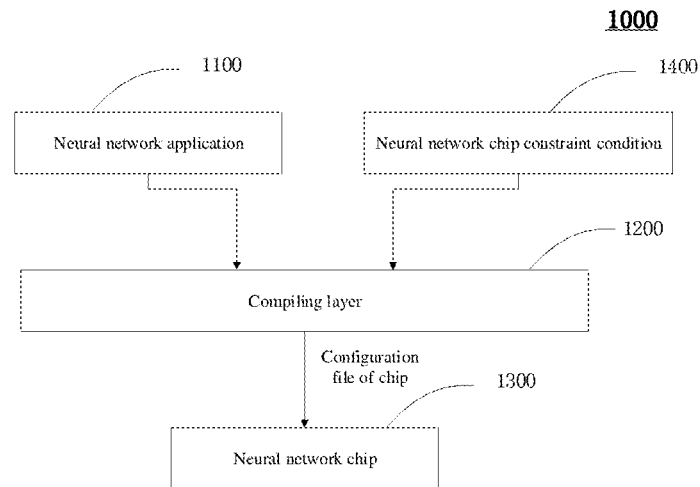 1000
1100
1400
Neural network application
Neural network chip constraint condition
1200
Compiling layer
Configuration
file of chip
1300
Neural network chip